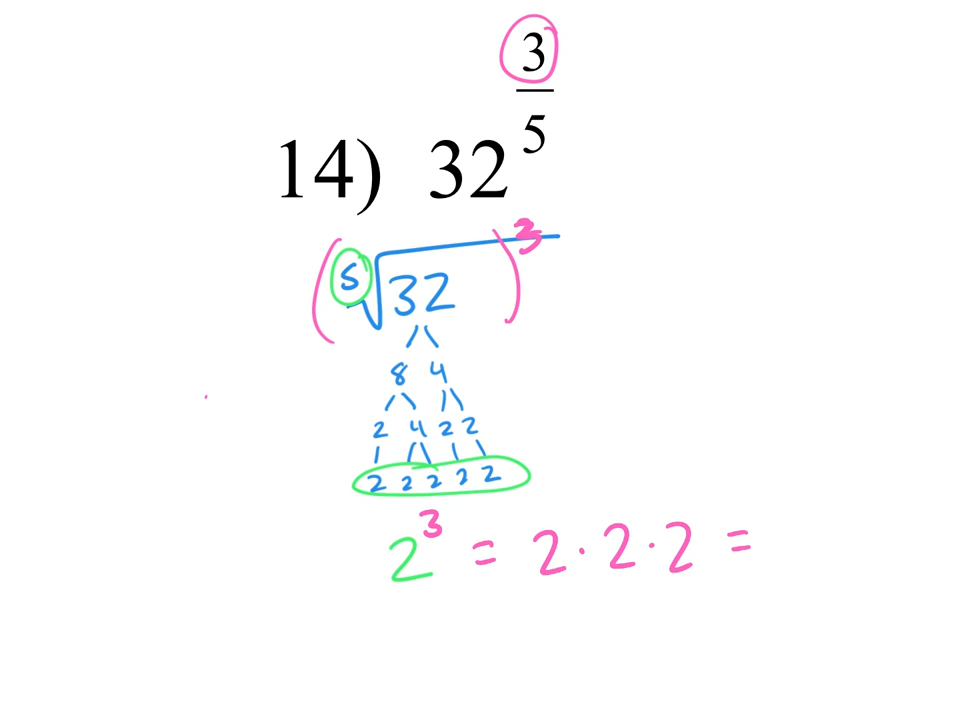 14) 32^(3/5)
(⁵√32)³
8 4
2 4 2 2
2 2 2 2 2
2³ = 2 · 2 · 2 =